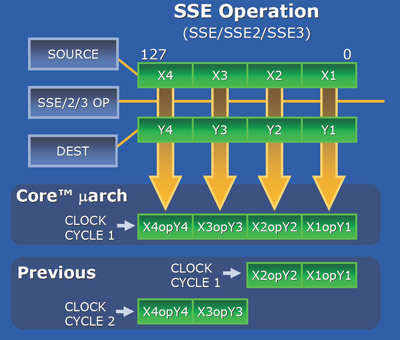 SSE Operation
(SSE/SSE2/SSE3)
SOURCE
127
0
X4 X3 X2 X1
SSE/2/3 OP
DEST
Y4 Y3 Y2 Y1
Core™ µarch
CLOCK
CYCLE 1
X4opY4 X3opY3 X2opY2 X1opY1
Previous
CLOCK
CYCLE 1
X2opY2 X1opY1
CLOCK
CYCLE 2
X4opY4 X3opY3